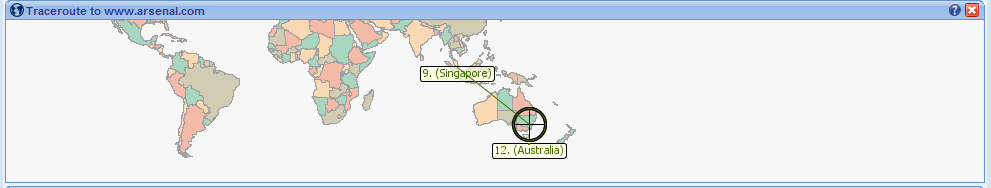 Traceroute to www.arsenal.com
9. (Singapore)
12. (Australia)